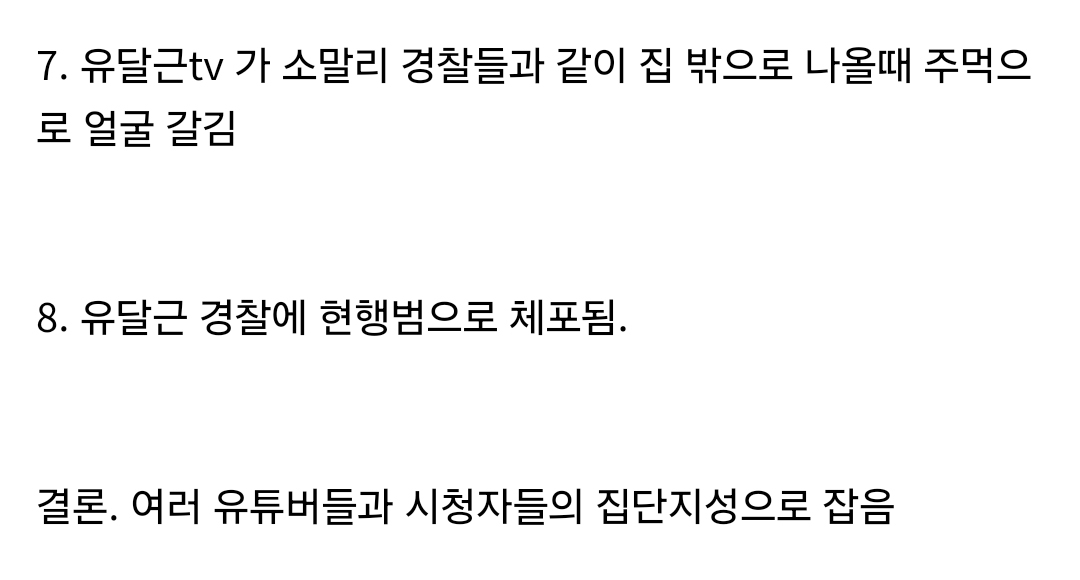 7. 유달근tv 가 소말리 경찰들과 같이 집 밖으로 나올때 주먹으
로 얼굴 갈김
8. 유달근 경찰에 현행범으로 체포됨.
결론. 여러 유튜버들과 시청자들의 집단지성으로 잡음